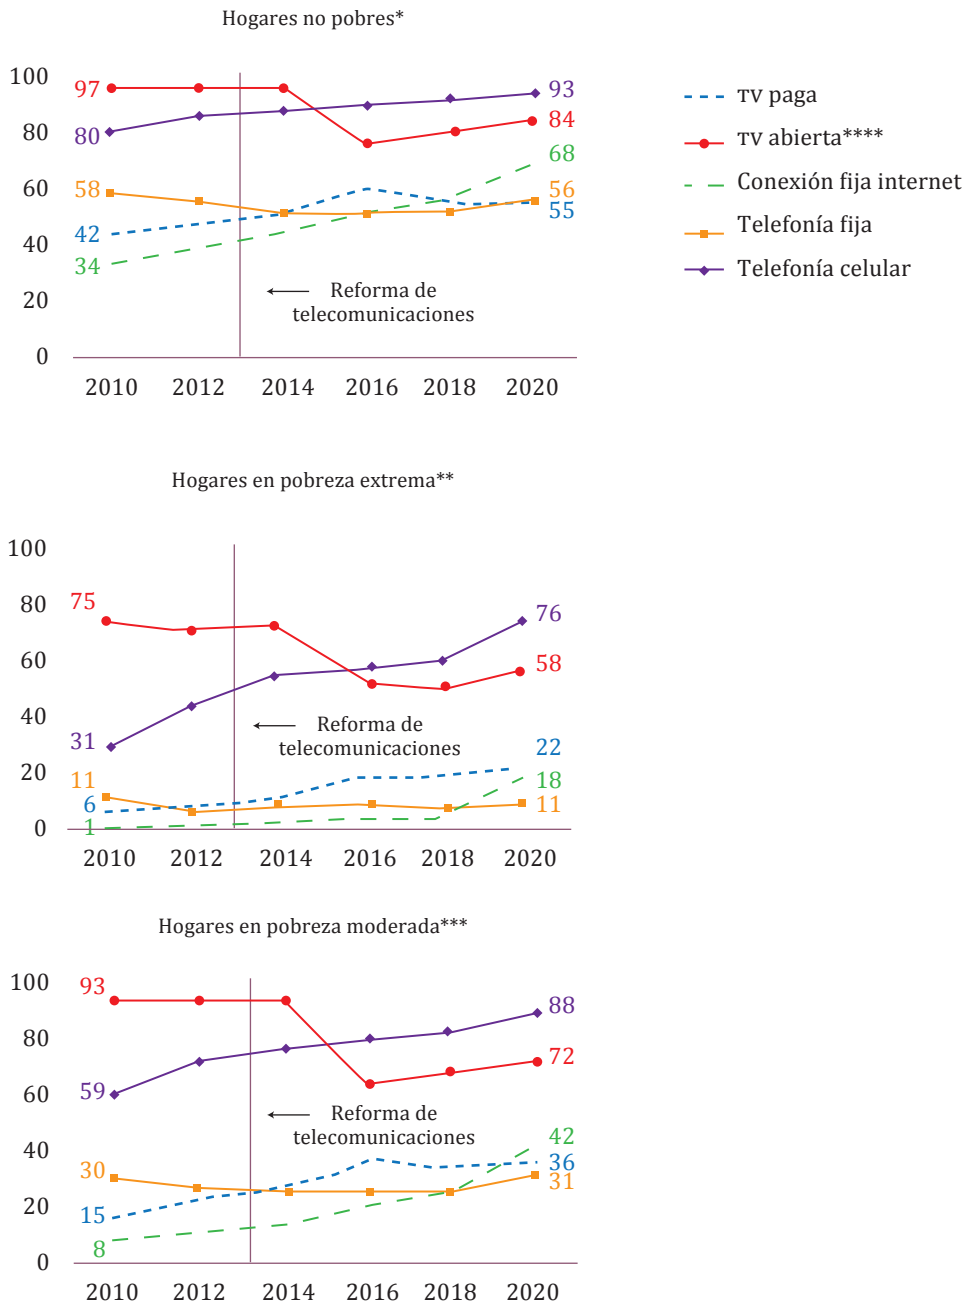 Hogares no pobres*
100
80
60
40
20
0
97
80
58
42
34
93
84
68
56
55
Reforma de
telecomunicaciones
2010 2012 2014 2016 2018 2020
TV paga
TV abierta****
Conexión fija internet
Telefonía fija
Telefonía celular
Hogares en pobreza extrema**
100
80
60
40
20
0
75
31
11
6
1
76
58
22
18
11
Reforma de
telecomunicaciones
2010 2012 2014 2016 2018 2020
Hogares en pobreza moderada***
100
80
60
40
20
0
93
59
30
15
8
88
72
42
36
31
Reforma de
telecomunicaciones
2010 2012 2014 2016 2018 2020